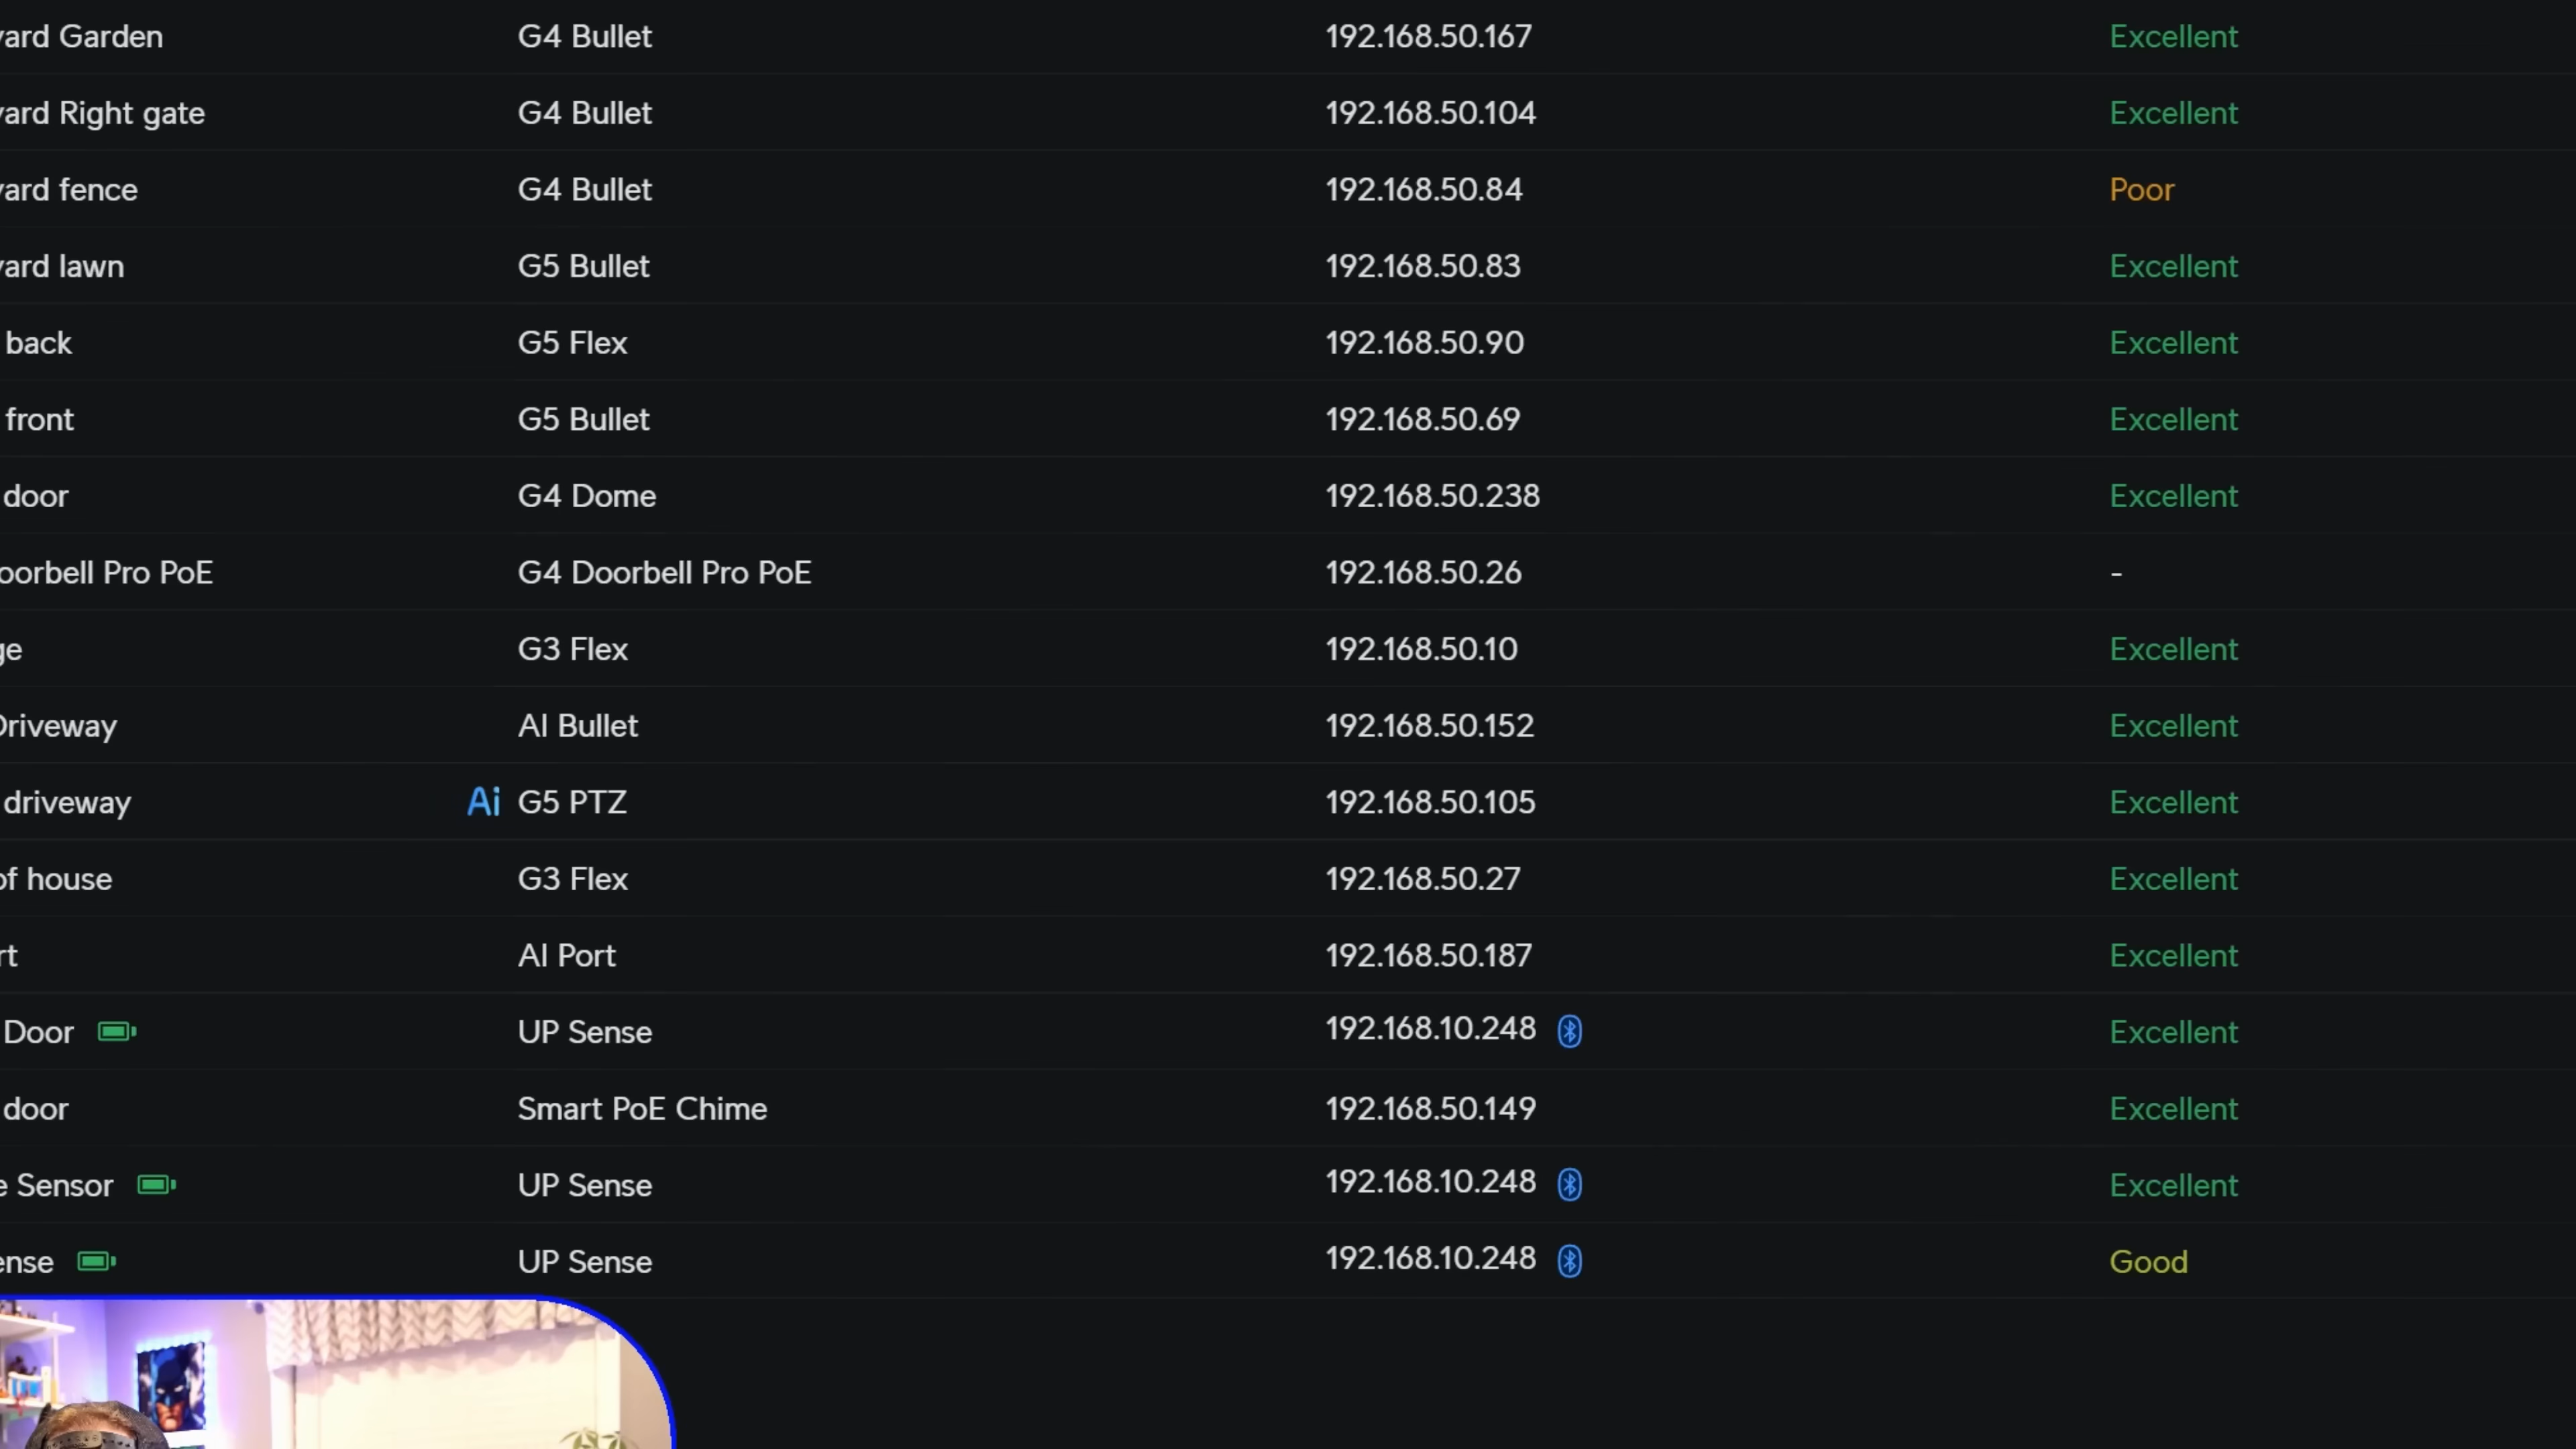 yard Garden G4 Bullet 192.168.50.167 Excellent
yard Right gate G4 Bullet 192.168.50.104 Excellent
yard fence G4 Bullet 192.168.50.84 Poor
yard lawn G5 Bullet 192.168.50.83 Excellent
back G5 Flex 192.168.50.90 Excellent
front G5 Bullet 192.168.50.69 Excellent
door G4 Dome 192.168.50.238 Excellent
oorbell Pro PoE G4 Doorbell Pro PoE 192.168.50.26 -
ge G3 Flex 192.168.50.10 Excellent
Driveway AI Bullet 192.168.50.152 Excellent
driveway Ai G5 PTZ 192.168.50.105 Excellent
of house G3 Flex 192.168.50.27 Excellent
rt AI Port 192.168.50.187 Excellent
Door UP Sense 192.168.10.248 Excellent
door Smart PoE Chime 192.168.50.149 Excellent
e Sensor UP Sense 192.168.10.248 Excellent
ense UP Sense 192.168.10.248 Good